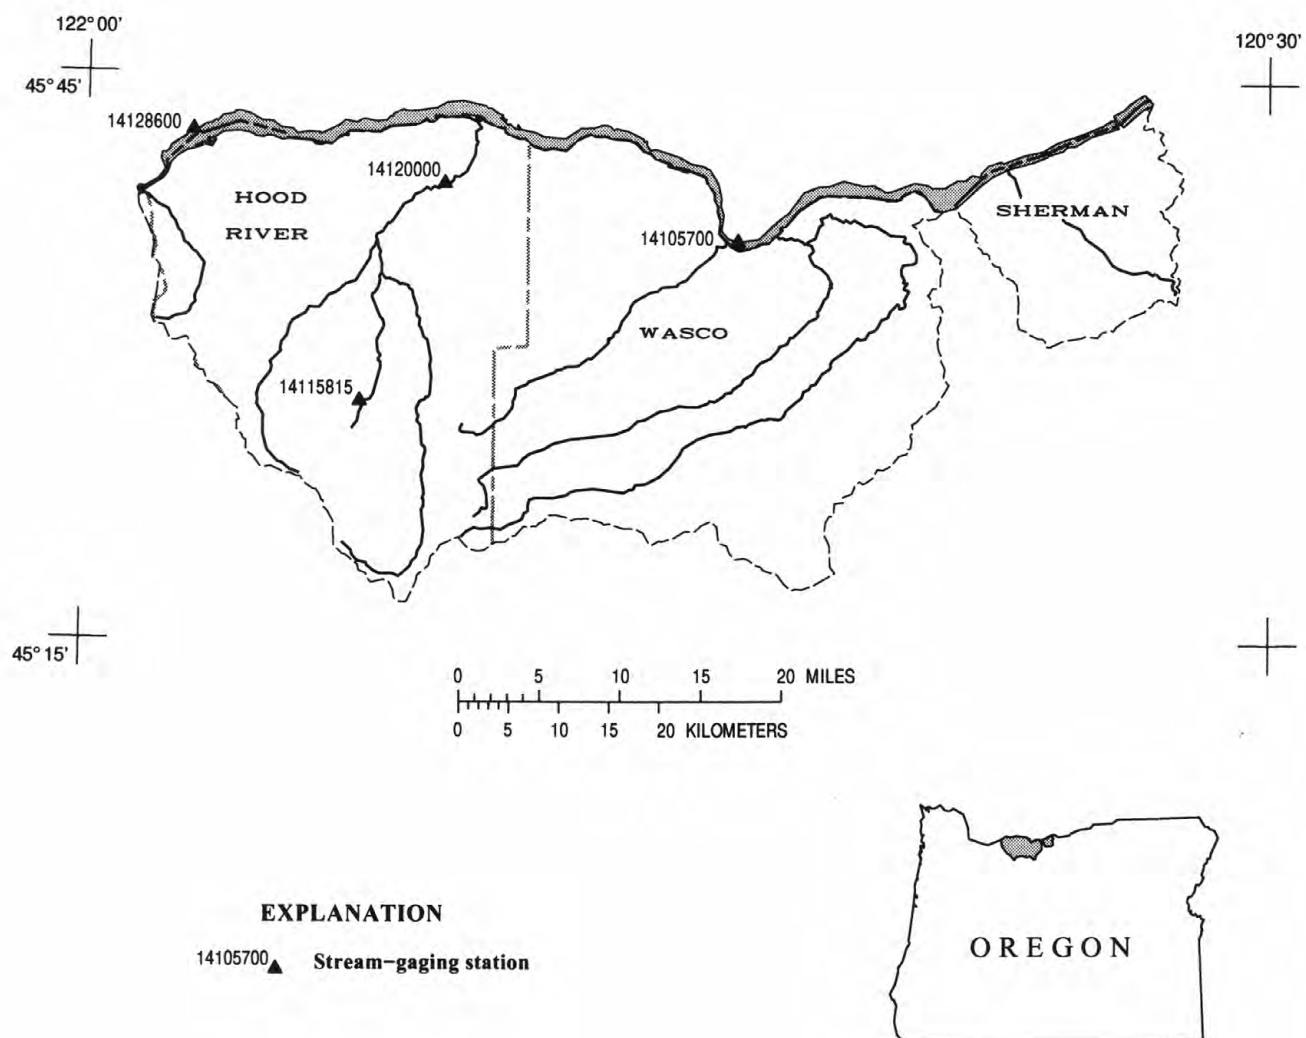 122°00'
120°30'
45°45'
14128600
14120000
HOOD
RIVER
SHERMAN
14105700
WASCO
14115815
45°15'
0 5 10 15 20 MILES
0 5 10 15 20 KILOMETERS
EXPLANATION
14105700 Stream-gaging station
OREGON